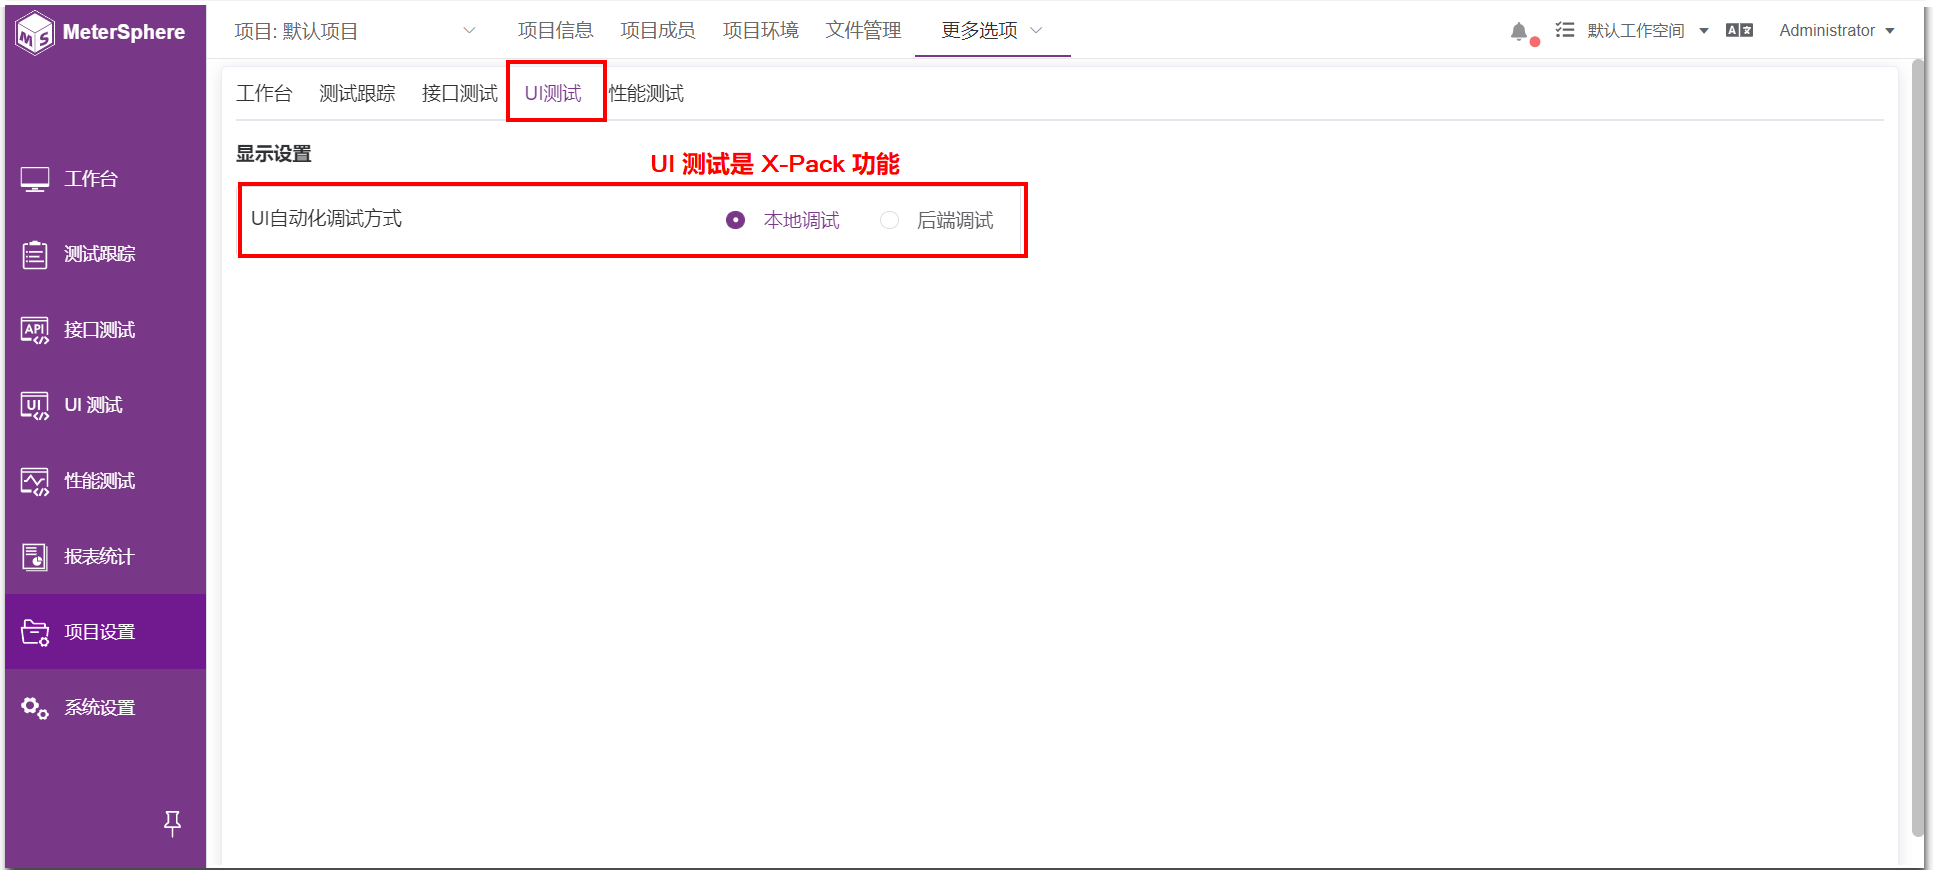 MeterSphere
项目: 默认项目
项目信息 项目成员 项目环境 文件管理 更多选项
默认工作空间
Administrator
工作台 测试跟踪 接口测试 UI测试 性能测试
显示设置
UI 测试是 X-Pack 功能
UI自动化调试方式 本地调试 后端调试
工作台
测试跟踪
API 接口测试
UI UI 测试
性能测试
报表统计
项目设置
系统设置